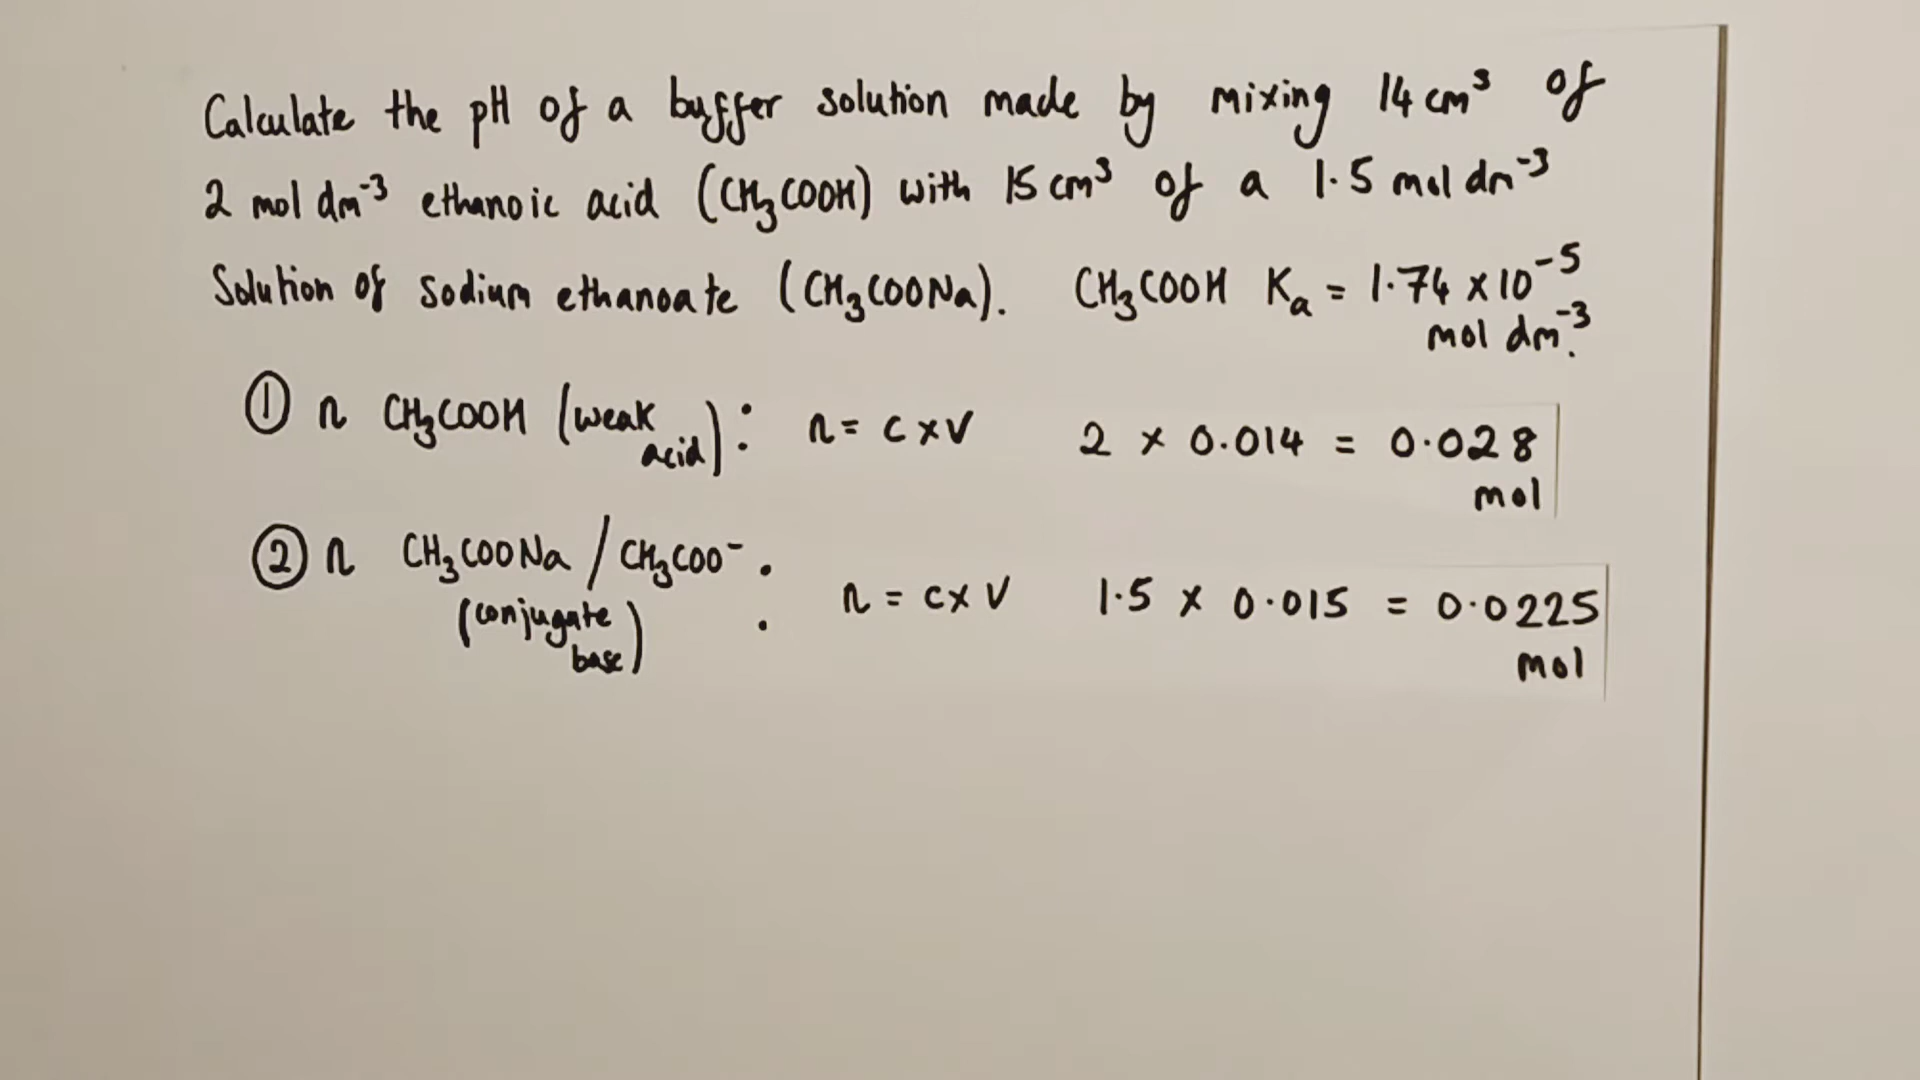 Calculate the pH of a buffer solution made by mixing 14 cm³ of
2 mol dm⁻³ ethanoic acid (CH₃COOH) with 15 cm³ of a 1.5 mol dm⁻³
Solution of sodium ethanoate (CH₃COONa). CH₃COOH Ka = 1.74 x 10⁻⁵
mol dm⁻³.
① n CH₃COOH (weak acid): n = c x V 2 x 0.014 = 0.028
mol
② n CH₃COONa / CH₃COO⁻ : n = c x V 1.5 x 0.015 = 0.0225
(conjugate base) mol